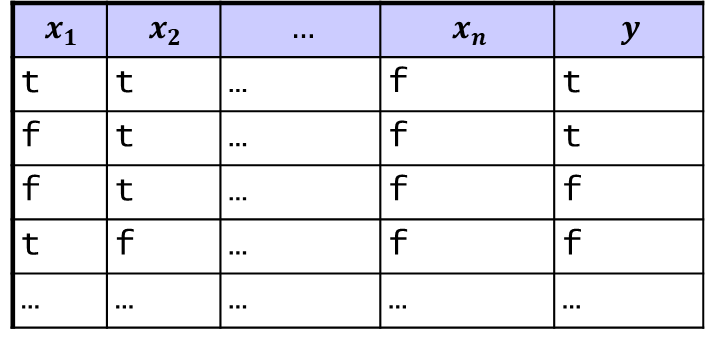 x₁ x₂ … xₙ y
t t … f t
f t … f t
f t … f f
t f … f f
… … … … …